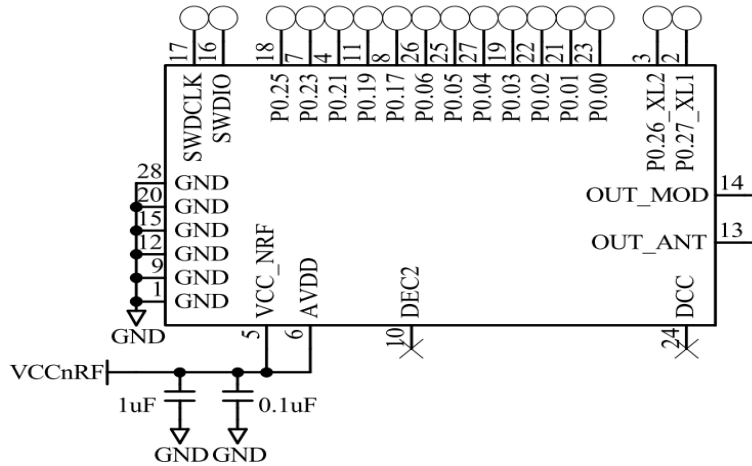 17 16 18 7 4 11 8 26 25 27 19 22 21 23 3 2
SWDCLK SWDIO P0.25 P0.23 P0.21 P0.19 P0.17 P0.06 P0.05 P0.04 P0.03 P0.02 P0.01 P0.00 P0.26_XL2 P0.27_XL1
28 GND
20 GND
15 GND
12 GND
9 GND
1 GND
OUT_MOD 14
OUT_ANT 13
VCC_NRF AVDD DEC2 DCC
GND 5 6 10 24
VCCnRF
1uF 0.1uF
GND GND